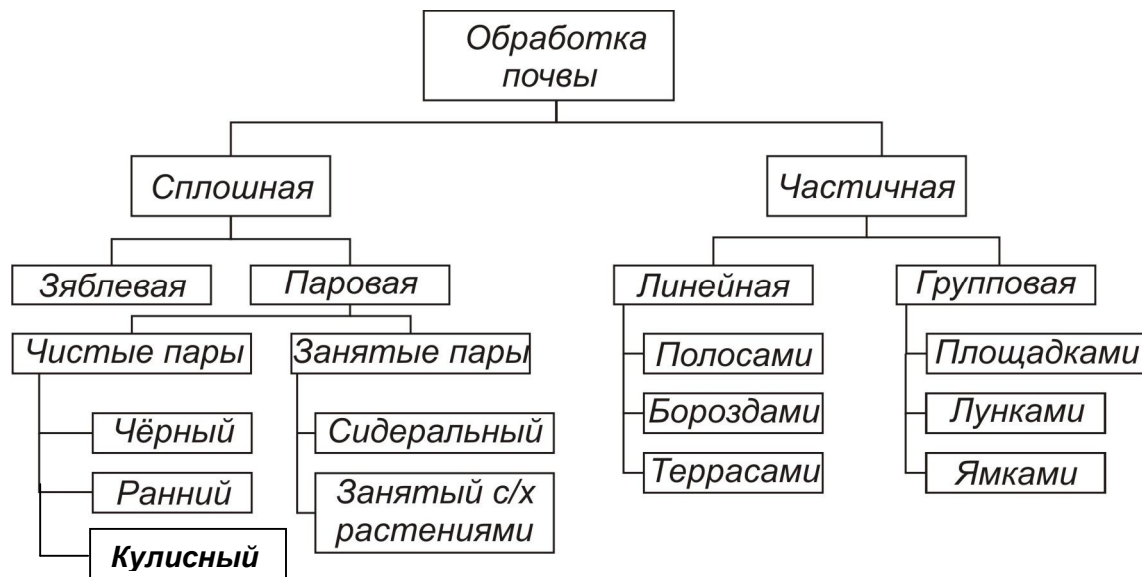 Обработка
почвы
Сплошная
Частичная
Зяблевая
Паровая
Линейная
Групповая
Чистые пары
Занятые пары
Полосами
Площадками
Чёрный
Сидеральный
Бороздами
Лунками
Ранний
Занятый с/х
растениями
Террасами
Ямками
Кулисный